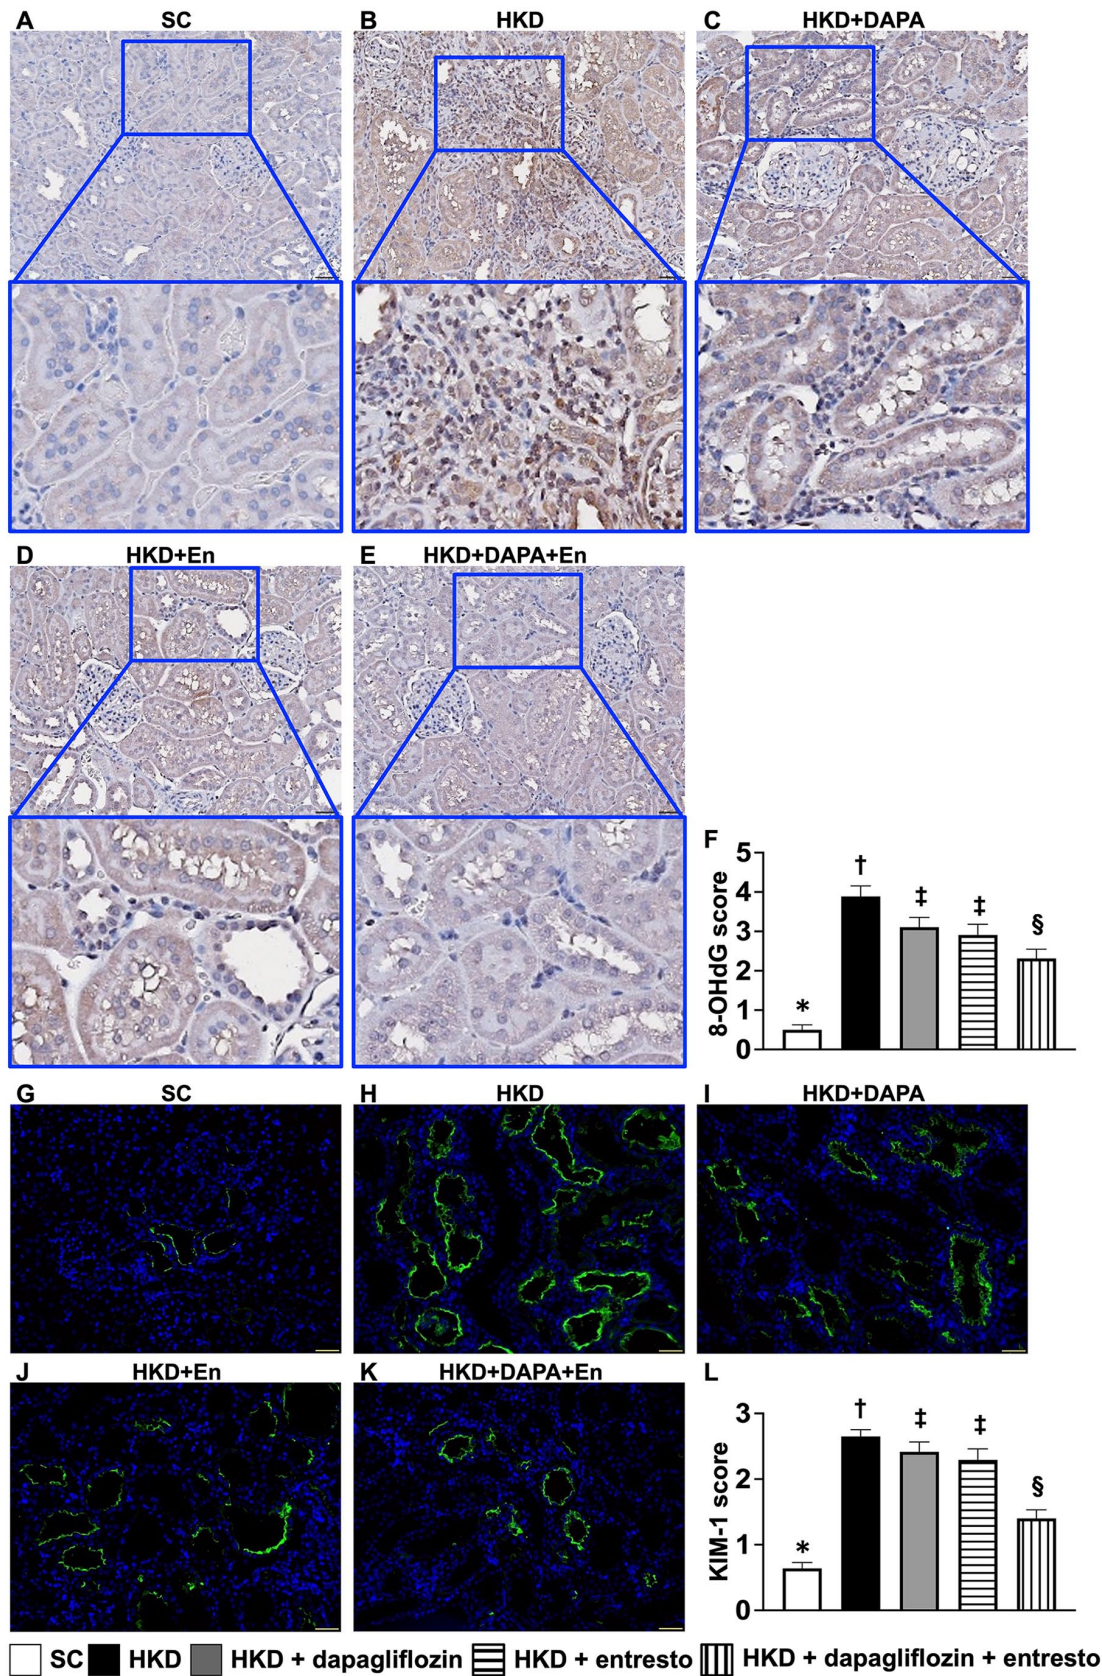 A SC
B HKD
C HKD+DAPA
D HKD+En
E HKD+DAPA+En
F
8-OHdG score
5
4
3
2
1
0
*
†
‡
‡
§
G SC
H HKD
I HKD+DAPA
J HKD+En
K HKD+DAPA+En
L
KIM-1 score
3
2
1
0
*
†
‡
‡
§
SC HKD HKD + dapagliflozin HKD + entresto HKD + dapagliflozin + entresto